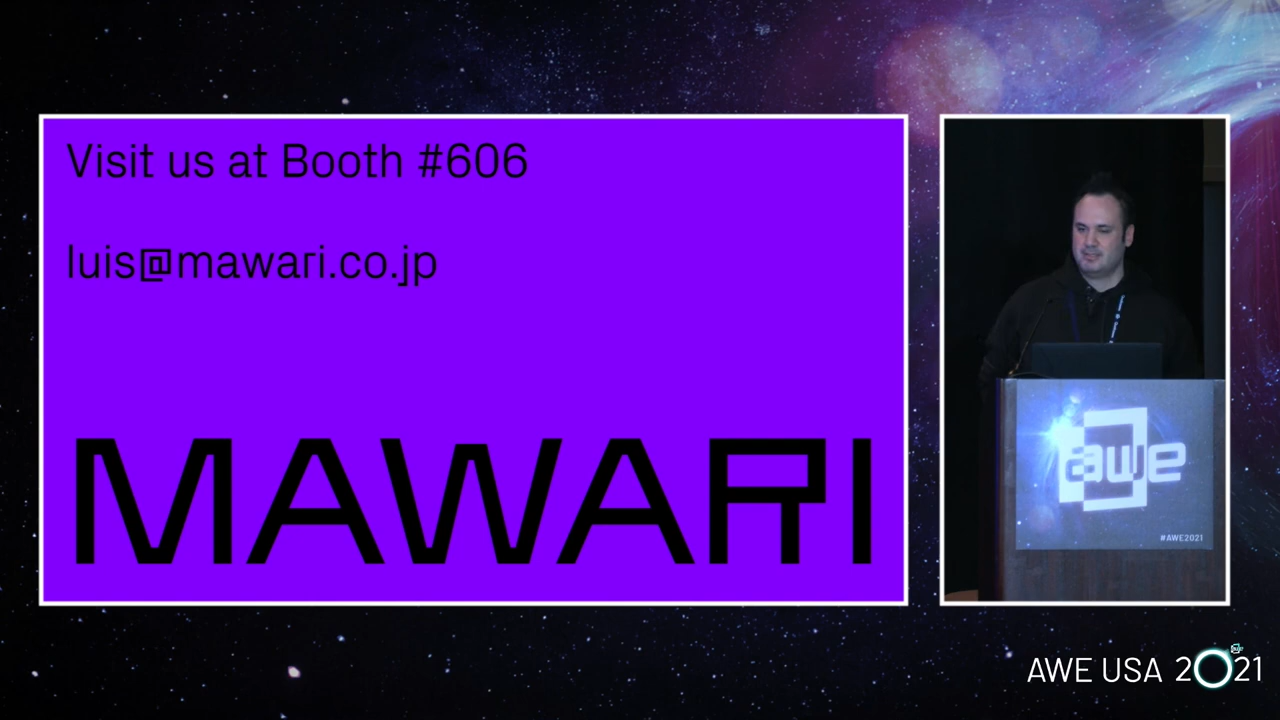 Visit us at Booth #606
luis@mawari.co.jp
MAWARI
awe
#AWE2021
AWE USA 2021